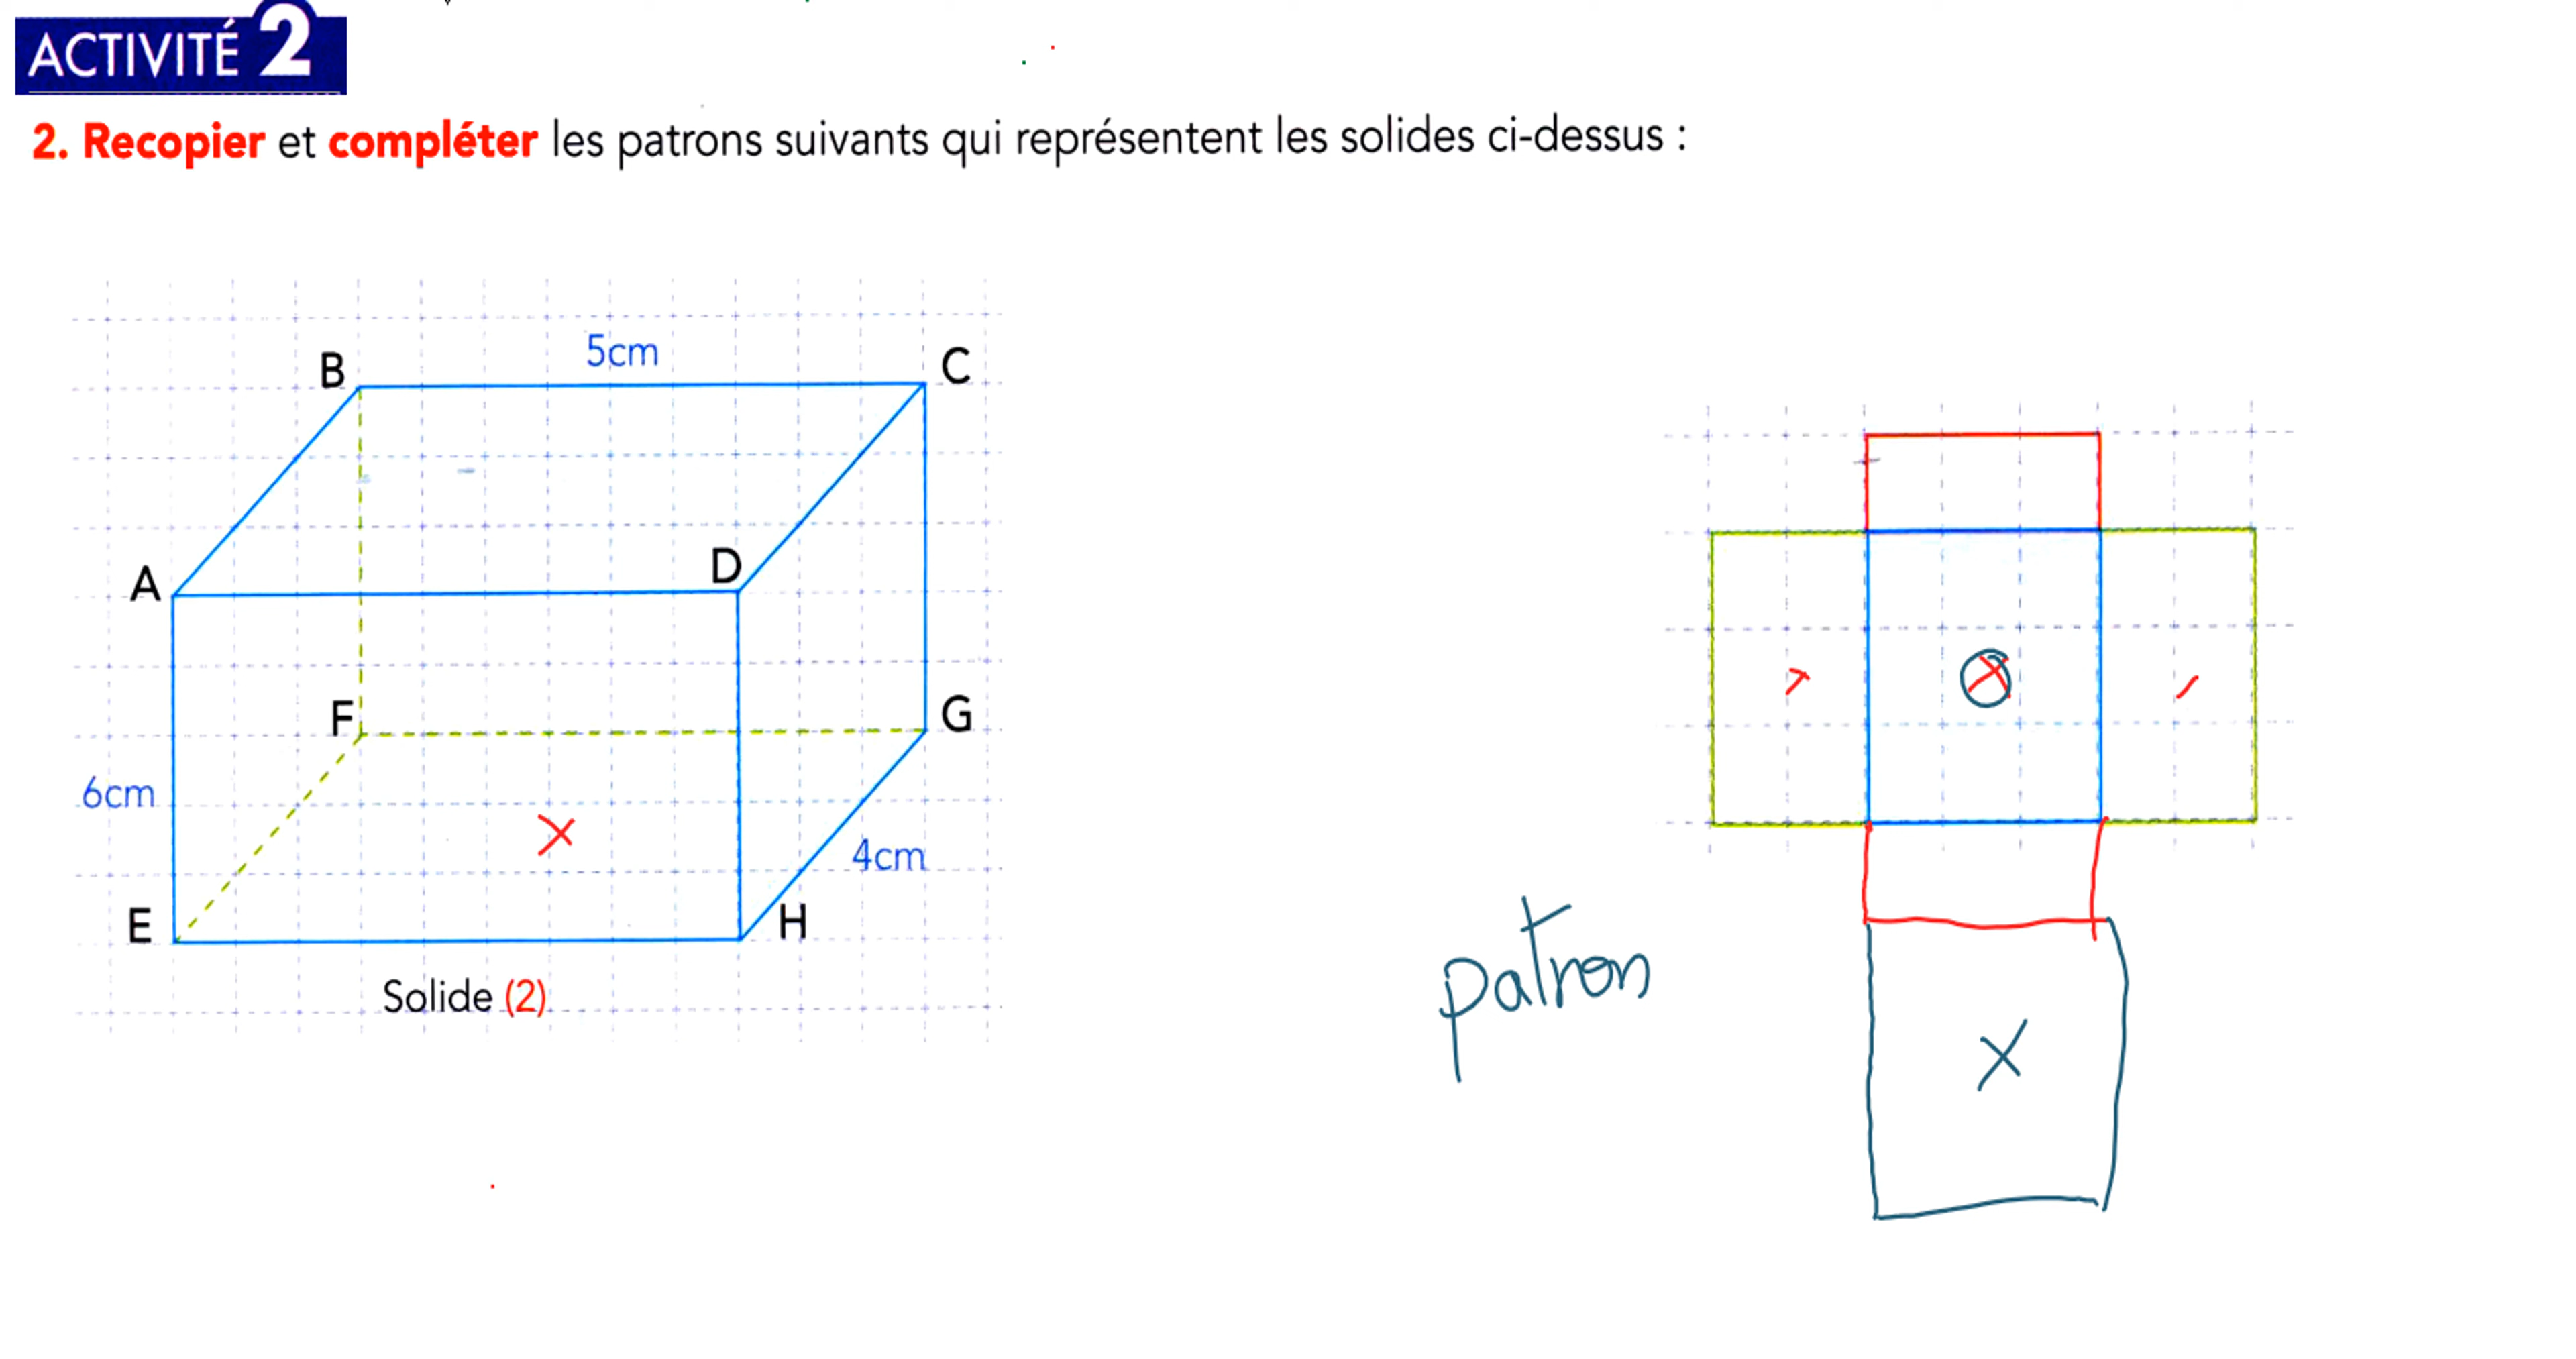 ACTIVITÉ 2
2. Recopier et compléter les patrons suivants qui représentent les solides ci-dessus :
B 5cm C
A D
F G
6cm
4cm
E H
Solide (2)
patron